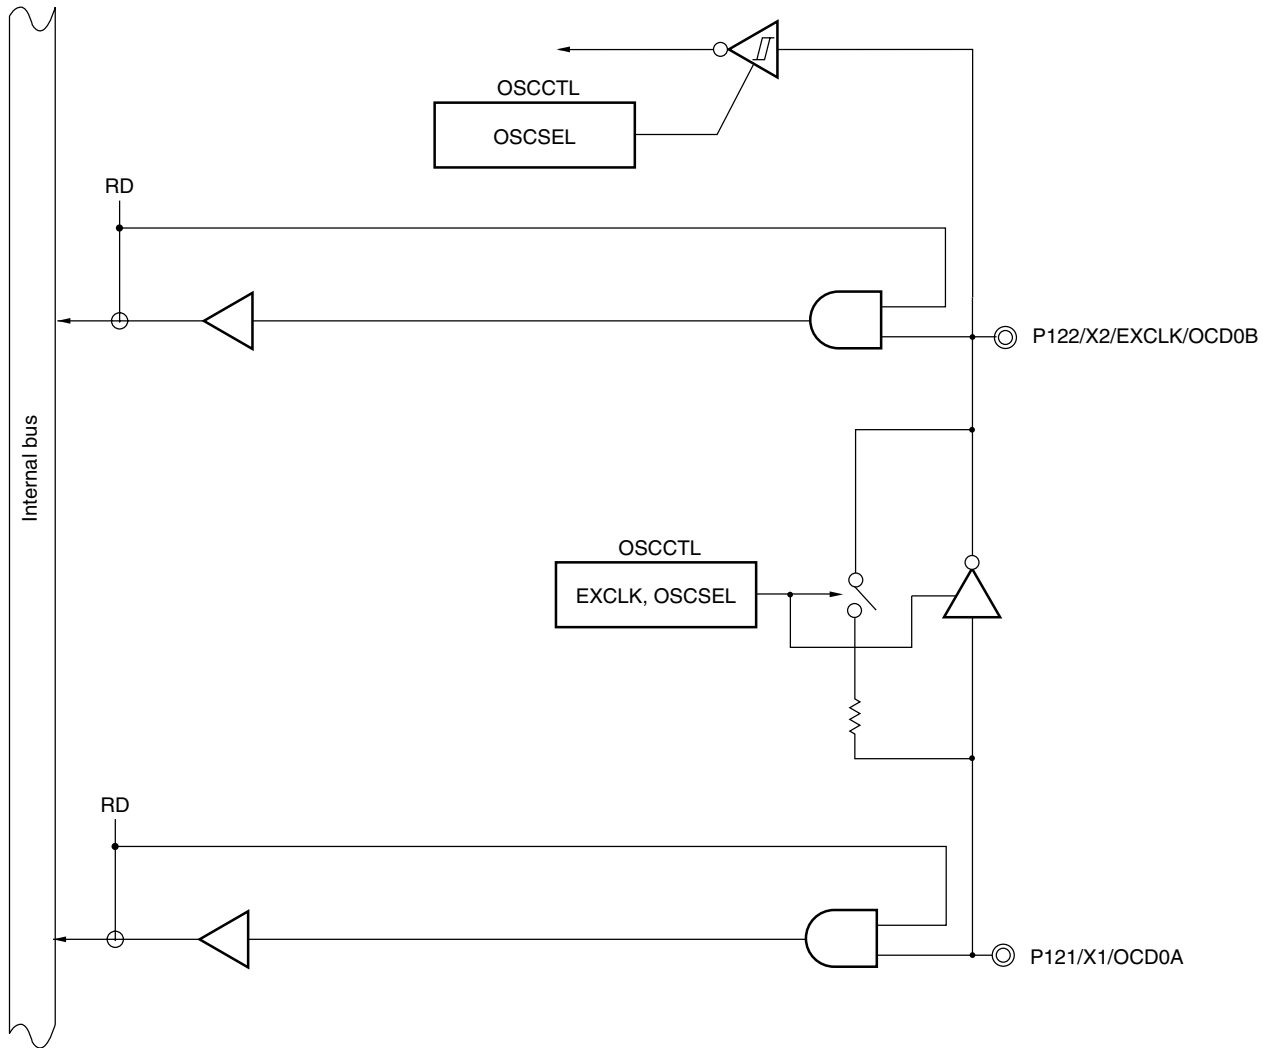 OSCCTL
OSCSEL
RD
P122/X2/EXCLK/OCD0B
Internal bus
OSCCTL
EXCLK, OSCSEL
RD
P121/X1/OCD0A